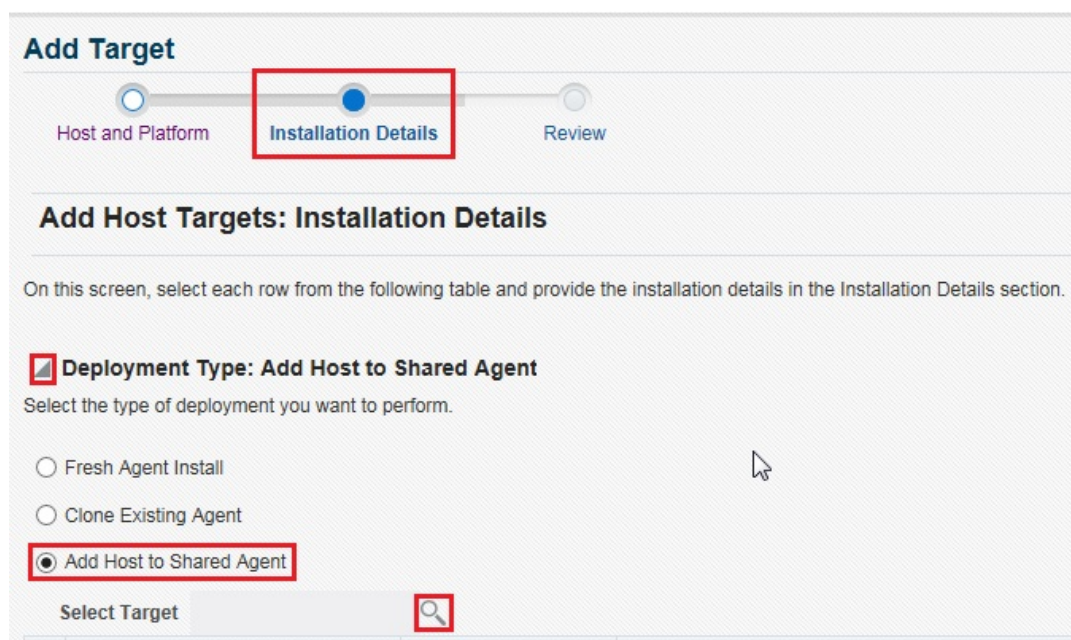 Add Target
Host and Platform
Installation Details
Review
Add Host Targets: Installation Details
On this screen, select each row from the following table and provide the installation details in the Installation Details section.
Deployment Type: Add Host to Shared Agent
Select the type of deployment you want to perform.
Fresh Agent Install
Clone Existing Agent
Add Host to Shared Agent
Select Target